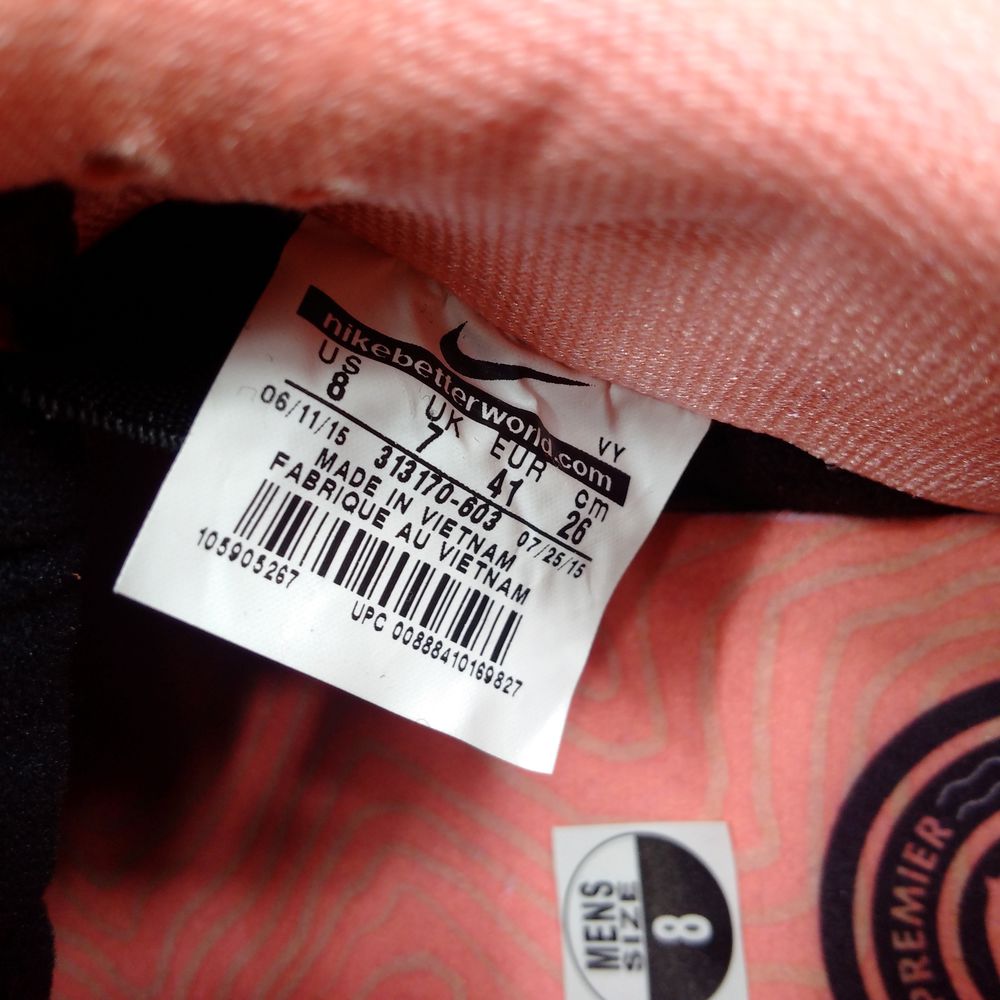 nikebetterworld.com
VY
US UK EUR cm
8 7 41 26
06/11/15 313170-603 07/25/15
MADE IN VIETNAM
FABRIQUE AU VIETNAM
105905267
UPC 00888410169827
MENS
SIZE
8
PREMIER